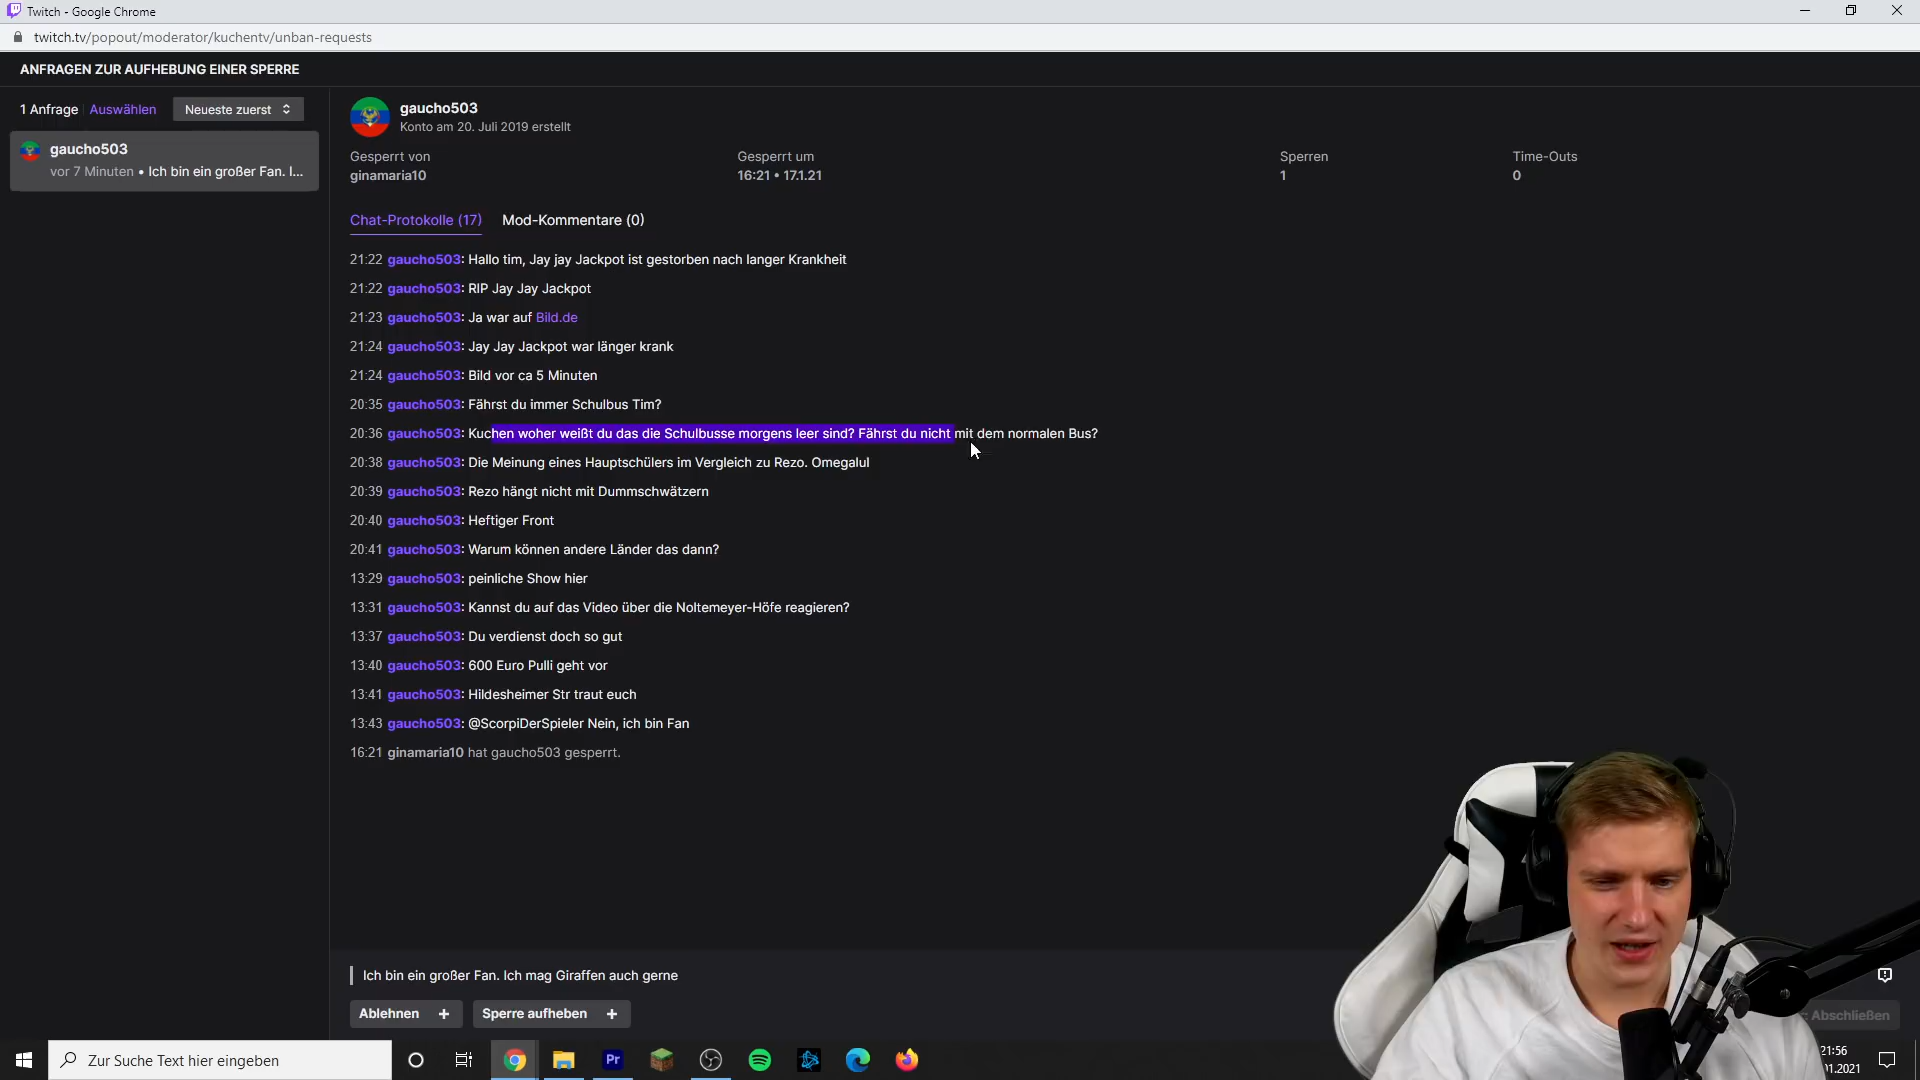 Twitch - Google Chrome
twitch.tv/popout/moderator/kuchentv/unban-requests
ANFRAGEN ZUR AUFHEBUNG EINER SPERRE
1 Anfrage Auswählen Neueste zuerst
gaucho503
vor 7 Minuten • Ich bin ein großer Fan. I...
gaucho503
Konto am 20. Juli 2019 erstellt
Gesperrt von Gesperrt um Sperren Time-Outs
ginamaria10 16:21 • 17.1.21 1 0
Chat-Protokolle (17) Mod-Kommentare (0)
21:22 gaucho503: Hallo tim, Jay jay Jackpot ist gestorben nach langer Krankheit
21:22 gaucho503: RIP Jay Jay Jackpot
21:23 gaucho503: Ja war auf Bild.de
21:24 gaucho503: Jay Jay Jackpot war länger krank
21:24 gaucho503: Bild vor ca 5 Minuten
20:35 gaucho503: Fährst du immer Schulbus Tim?
20:36 gaucho503: Kuchen woher weißt du das die Schulbusse morgens leer sind? Fährst du nicht mit dem normalen Bus?
20:38 gaucho503: Die Meinung eines Hauptschülers im Vergleich zu Rezo. Omegalul
20:39 gaucho503: Rezo hängt nicht mit Dummschwätzern
20:40 gaucho503: Heftiger Front
20:41 gaucho503: Warum können andere Länder das dann?
13:29 gaucho503: peinliche Show hier
13:31 gaucho503: Kannst du auf das Video über die Noltemeyer-Höfe reagieren?
13:37 gaucho503: Du verdienst doch so gut
13:40 gaucho503: 600 Euro Pulli geht vor
13:41 gaucho503: Hildesheimer Str traut euch
13:43 gaucho503: @ScorpiDerSpieler Nein, ich bin Fan
16:21 ginamaria10 hat gaucho503 gesperrt.
Ich bin ein großer Fan. Ich mag Giraffen auch gerne
Ablehnen + Sperre aufheben +
Abschließen
Zur Suche Text hier eingeben
Pr
21:56
01.2021